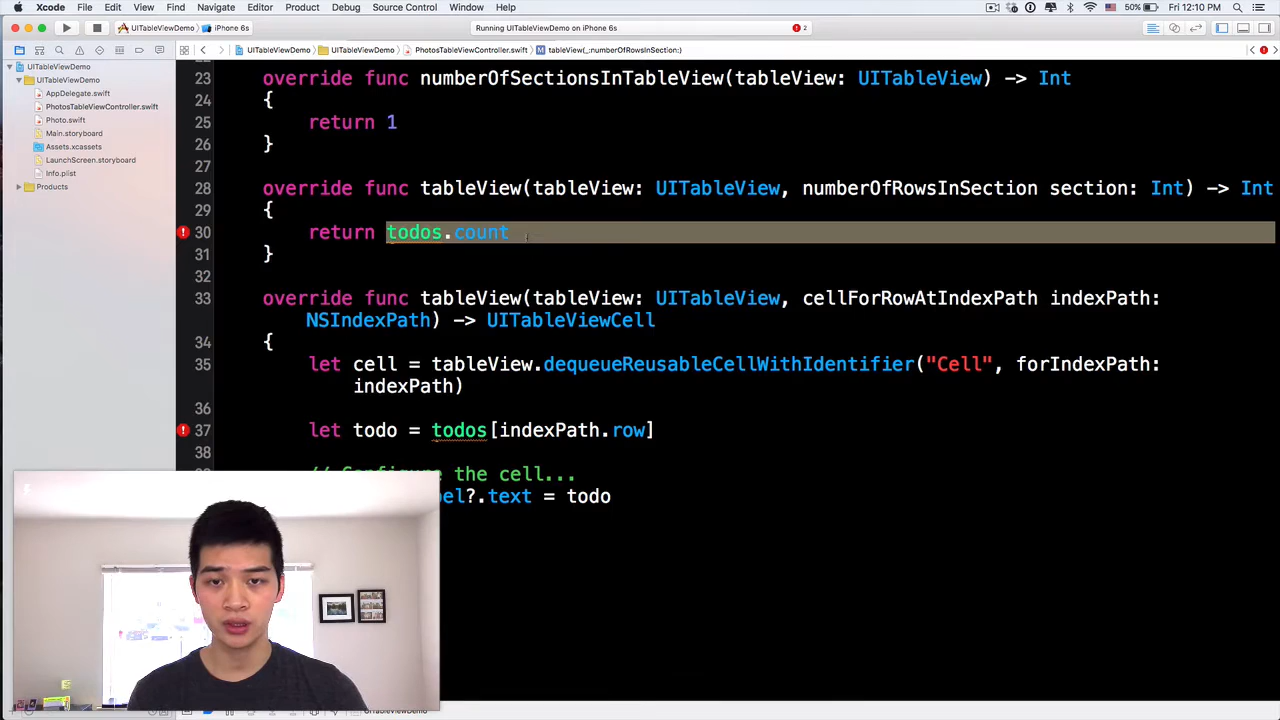 Xcode File Edit View Find Navigate Editor Product Debug Source Control Window Help 50% Fri 12:10 PM
UITableViewDemo iPhone 6s Running UITableViewDemo on iPhone 6s 2
UITableViewDemo UITableViewDemo PhotosTableViewController.swift M tableView(_:numberOfRowsInSection:)
UITableViewDemo
UITableViewDemo
AppDelegate.swift
PhotosTableViewController.swift
Photo.swift
Main.storyboard
Assets.xcassets
LaunchScreen.storyboard
Info.plist
Products
23 override func numberOfSectionsInTableView(tableView: UITableView) -> Int
24 {
25 return 1
26 }
27
28 override func tableView(tableView: UITableView, numberOfRowsInSection section: Int) -> Int
29 {
30 return todos.count
31 }
32
33 override func tableView(tableView: UITableView, cellForRowAtIndexPath indexPath:
NSIndexPath) -> UITableViewCell
34 {
35 let cell = tableView.dequeueReusableCellWithIdentifier("Cell", forIndexPath:
indexPath)
36
37 let todo = todos[indexPath.row]
38
// Configure the cell...
?.text = todo
UITableViewDemo